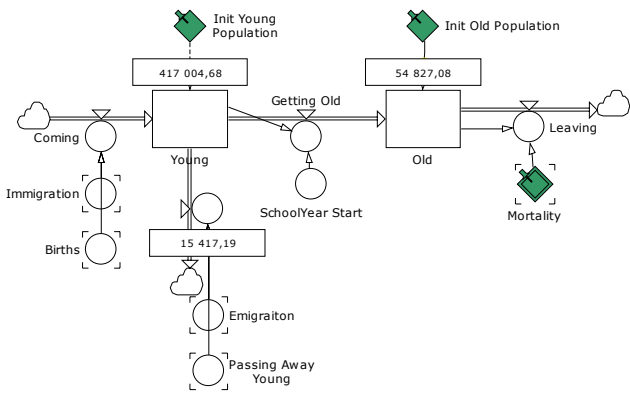 Init Young
Population
Init Old Population
417 004,68
54 827,08
Getting Old
Coming
Leaving
Young
Old
Immigration
SchoolYear Start
Mortality
Births
15 417,19
Emigraiton
Passing Away
Young